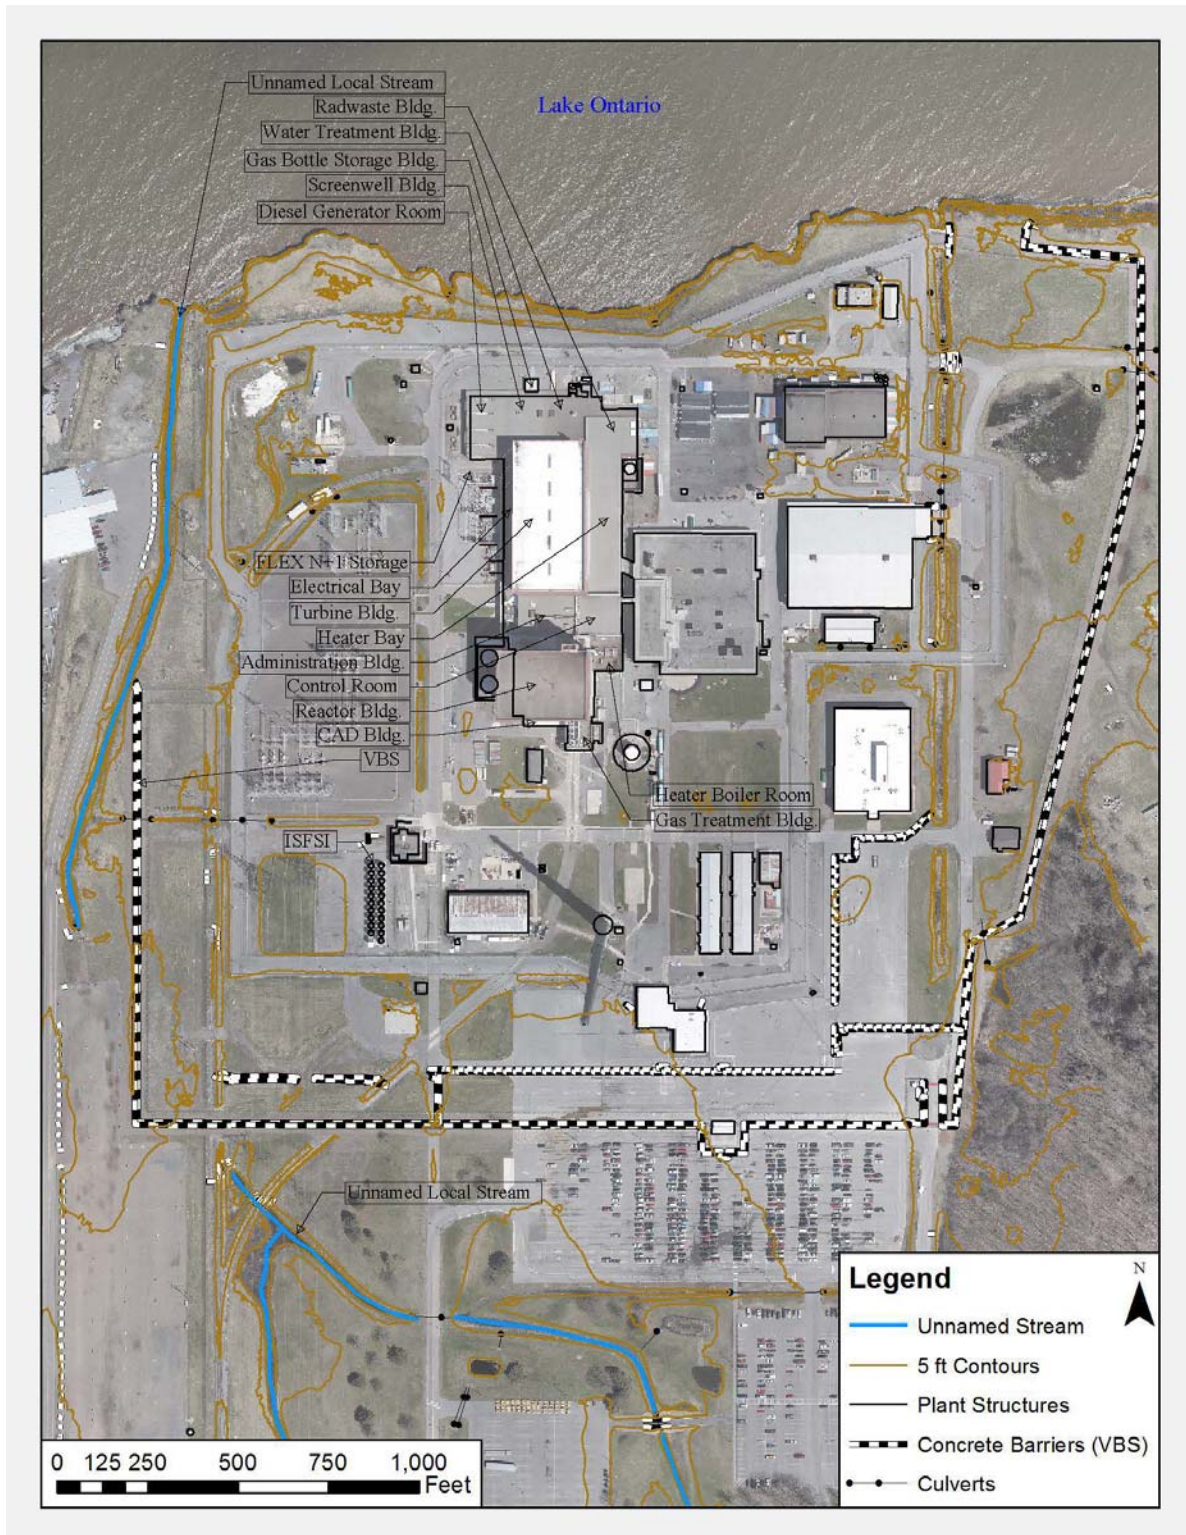 Unnamed Local Stream
Lake Ontario
Radwaste Bldg.
Water Treatment Bldg.
Gas Bottle Storage Bldg.
Screenwell Bldg.
Diesel Generator Room
FLEX N+1 Storage
Electrical Bay
Turbine Bldg.
Heater Bay
Administration Bldg.
Control Room
Reactor Bldg.
CAD Bldg.
VBS
Heater Boiler Room
Gas Treatment Bldg.
ISFSI
Unnamed Local Stream
Legend
N
Unnamed Stream
5 ft Contours
Plant Structures
Concrete Barriers (VBS)
Culverts
0 125 250 500 750 1,000
Feet